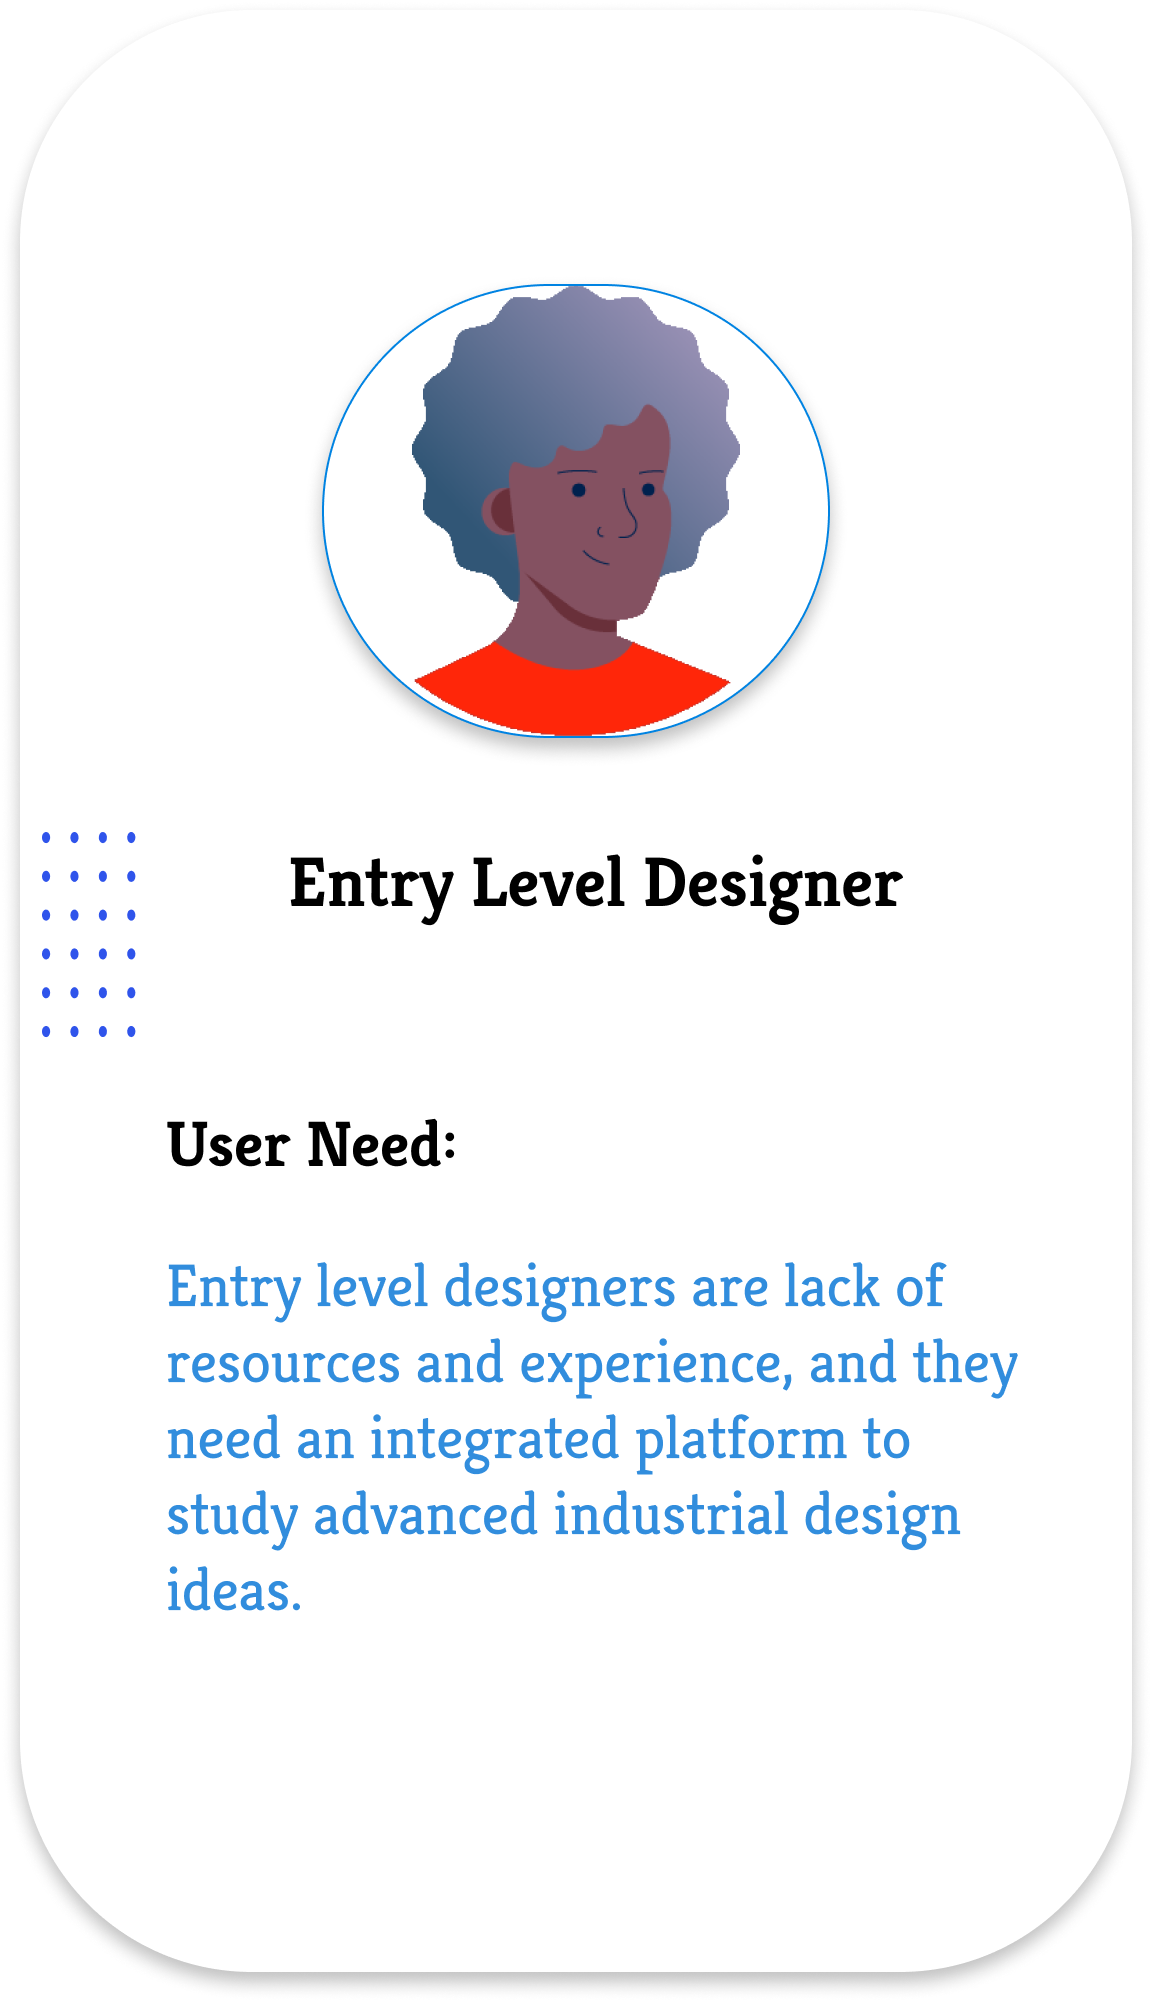 Entry Level Designer
User Need:
Entry level designers are lack of
resources and experience, and they
need an integrated platform to
study advanced industrial design
ideas.